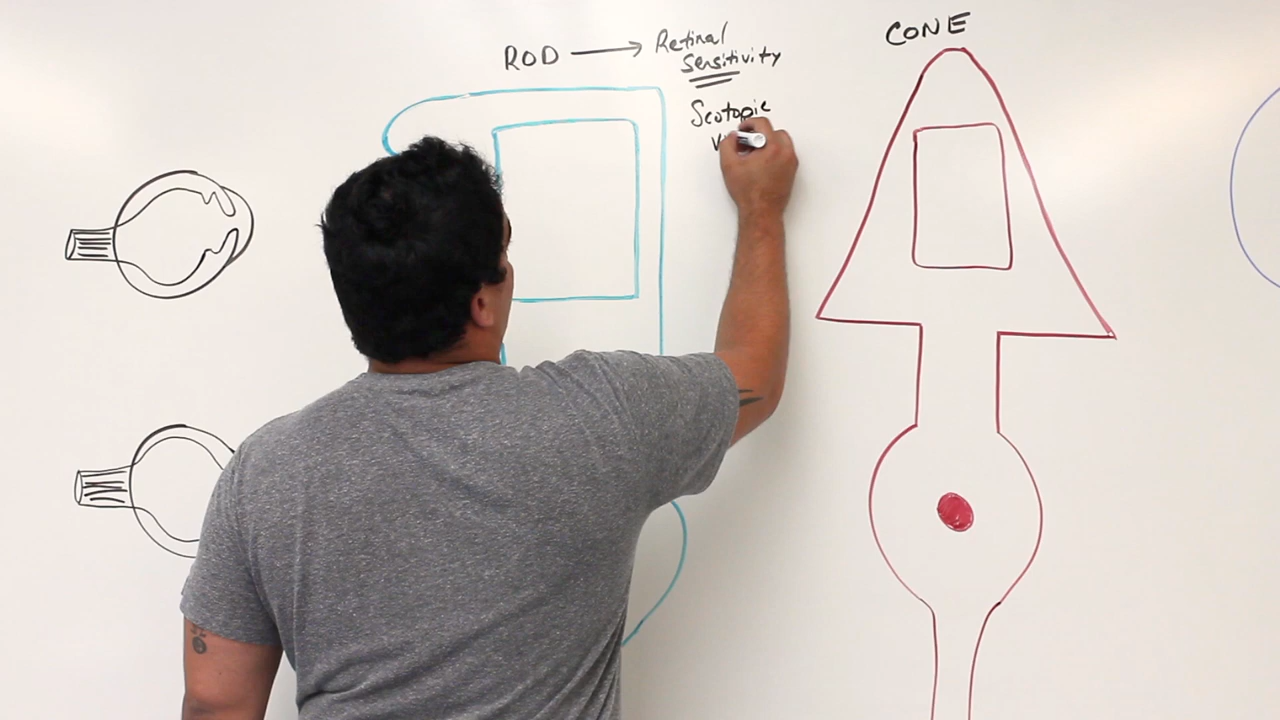 ROD → Retinal
Sensitivity
Scotopic
CONE